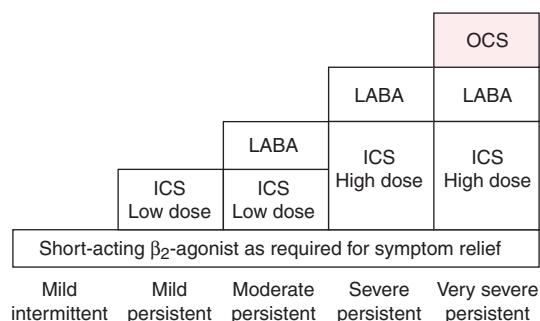 OCS
LABA
LABA
LABA
ICS
High dose
ICS
High dose
ICS
Low dose
ICS
Low dose
Short-acting β₂-agonist as required for symptom relief
Mild
intermittent
Mild
persistent
Moderate
persistent
Severe
persistent
Very severe
persistent